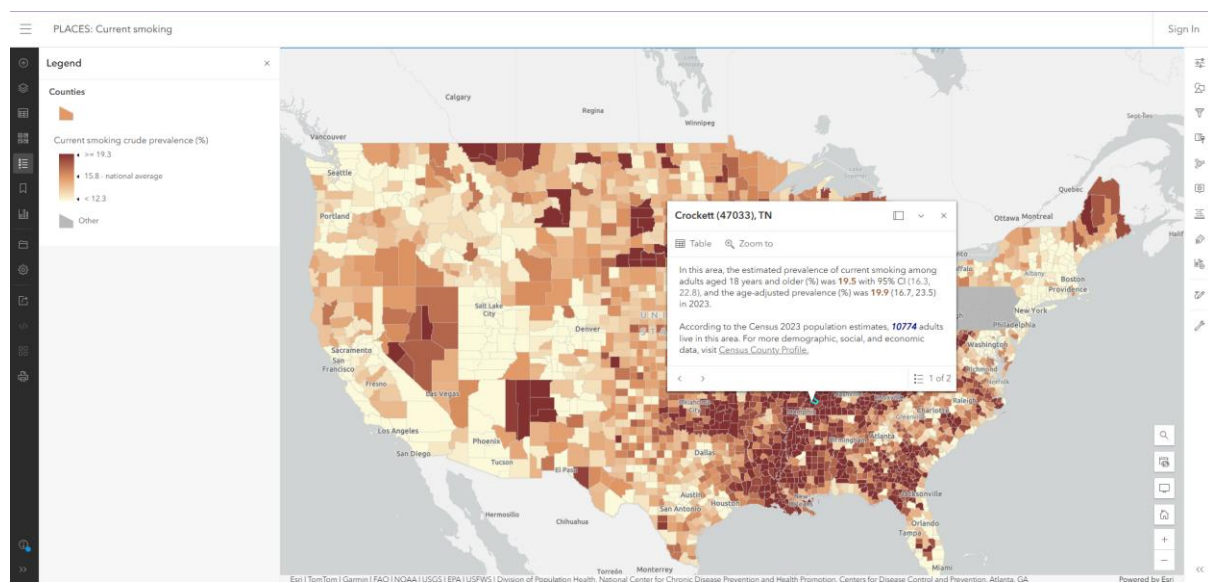 PLACES: Current smoking
Sign In
Legend
Counties
Current smoking crude prevalence (%)
>= 19.3
15.8 - national average
< 12.3
Other
Crockett (47033), TN
Table
Zoom to
In this area, the estimated prevalence of current smoking among
adults aged 18 years and older (%) was 19.5 with 95% CI (16.3,
22.8), and the age-adjusted prevalence (%) was 19.9 (16.7, 23.5)
in 2023.
According to the Census 2023 population estimates, 10774 adults
live in this area. For more demographic, social, and economic
data, visit Census County Profile.
1 of 2
Calgary
Regina
Winnipeg
Vancouver
Seattle
Portland
Quebec
Ottawa
Montreal
Albany
Boston
Providence
New York
Philadelphia
Washington
Richmond
Norfolk
Raleigh
Charlotte
Greenville
Salt Lake
City
Denver
Sacramento
San
Francisco
Fresno
Las Vegas
Los Angeles
San Diego
Phoenix
Tucson
El Paso
Dallas
Atlanta
Austin
Houston
San Antonio
Jacksonville
Orlando
Tampa
Miami
Hermosillo
Chihuahua
Torreón
Monterrey
Esri | TomTom | Garmin | FAO | NOAA | USGS | EPA | USFWS | Division of Population Health, National Center for Chronic Disease Prevention and Health Promotion, Centers for Disease Control and Prevention, Atlanta, GA
Powered by Esri